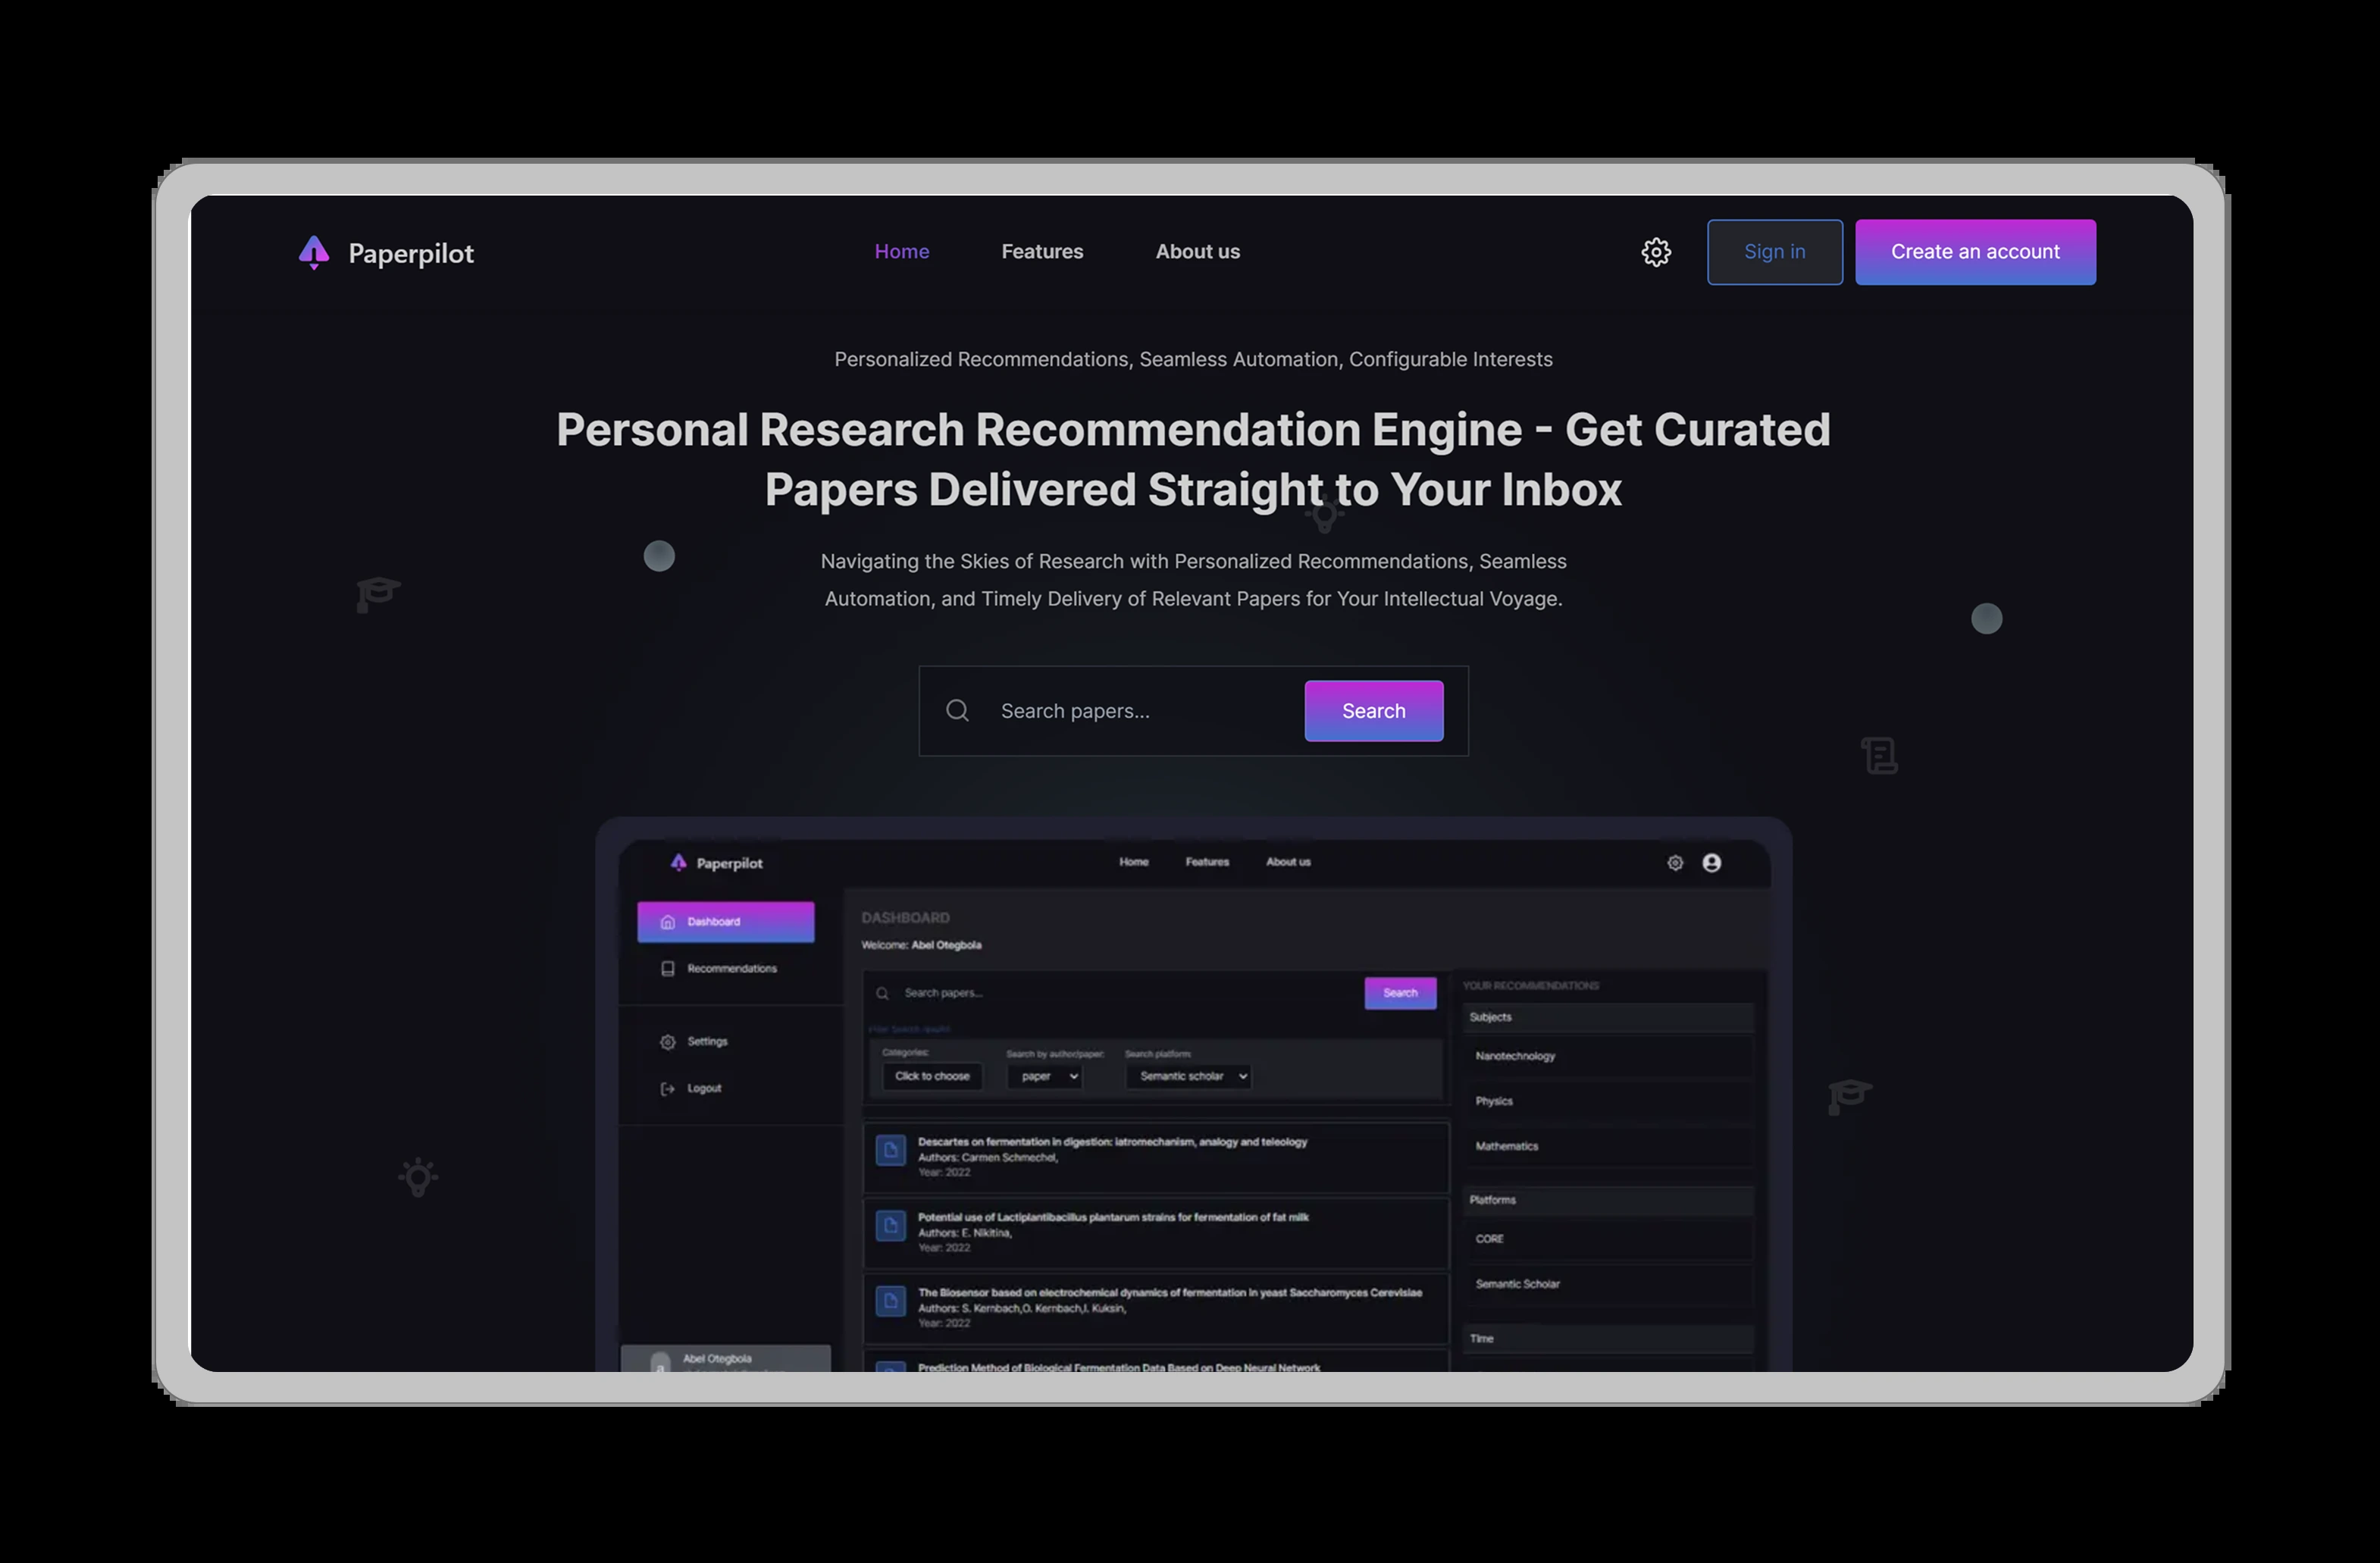 Paperpilot
Home
Features
About us
Sign in
Create an account
Personalized Recommendations, Seamless Automation, Configurable Interests
Personal Research Recommendation Engine - Get Curated
Papers Delivered Straight to Your Inbox
Navigating the Skies of Research with Personalized Recommendations, Seamless
Automation, and Timely Delivery of Relevant Papers for Your Intellectual Voyage.
Search papers...
Search
Paperpilot
Home
Features
About us
Dashboard
Recommendations
Settings
Logout
Abel Otegbola
DASHBOARD
Welcome: Abel Otegbola
Search papers...
Search
Categories:
Click to choose
Search by author/paper:
paper
Search platform:
Semantic scholar
Descartes on fermentation in digestion: iatromechanism, analogy and teleology
Authors: Carmen Schmechel,
Year: 2022
Potential use of Lactiplantibacillus plantarum strains for fermentation of fat milk
Authors: E. Nikitina,
Year: 2022
The Biosensor based on electrochemical dynamics of fermentation in yeast Saccharomyces Cerevisiae
Authors: S. Kernbach,O. Kernbach,I. Kuksin,
Year: 2022
Prediction Method of Biological Fermentation Data Based on Deep Neural Network
YOUR RECOMMENDATIONS
Subjects
Nanotechnology
Physics
Mathematics
Platforms
CORE
Semantic Scholar
Time